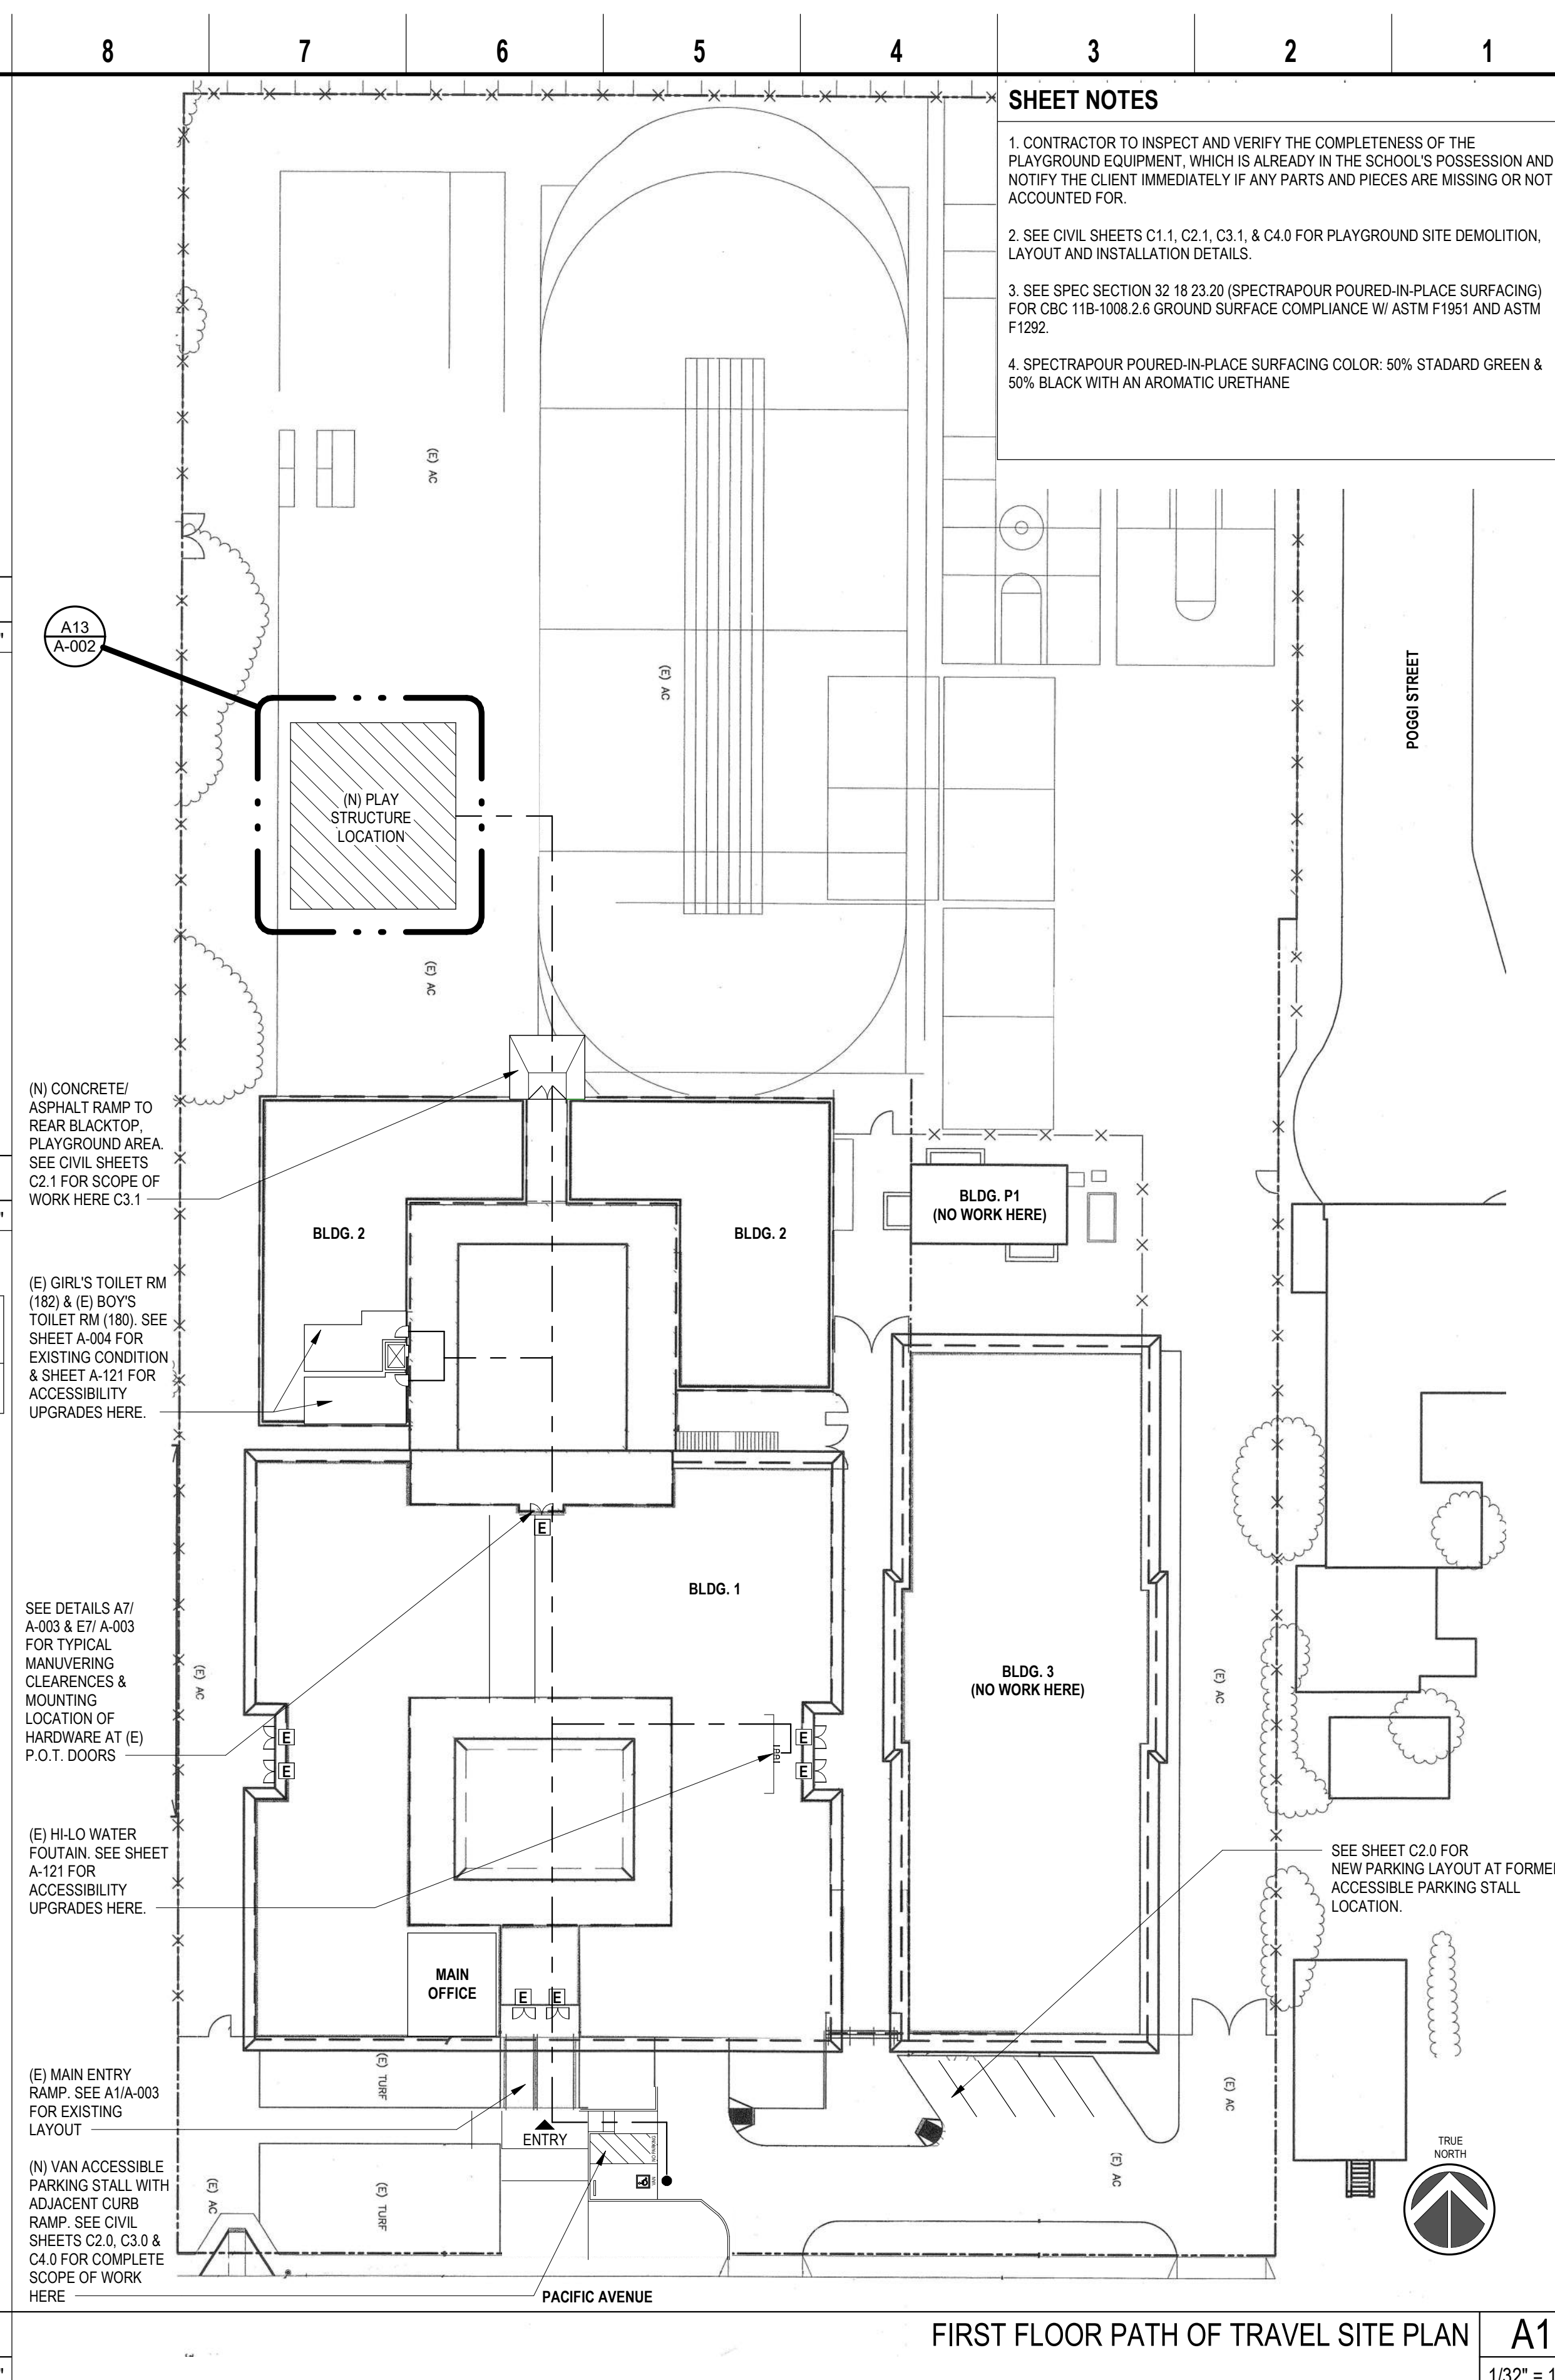 8 7 6 5 4 3 2 1
SHEET NOTES
1. CONTRACTOR TO INSPECT AND VERIFY THE COMPLETENESS OF THE
PLAYGROUND EQUIPMENT, WHICH IS ALREADY IN THE SCHOOL'S POSSESSION AND
NOTIFY THE CLIENT IMMEDIATELY IF ANY PARTS AND PIECES ARE MISSING OR NOT
ACCOUNTED FOR.
2. SEE CIVIL SHEETS C1.1, C2.1, C3.1, & C4.0 FOR PLAYGROUND SITE DEMOLITION,
LAYOUT AND INSTALLATION DETAILS.
3. SEE SPEC SECTION 32 18 23.20 (SPECTRAPOUR POURED-IN-PLACE SURFACING)
FOR CBC 11B-1008.2.6 GROUND SURFACE COMPLIANCE W/ ASTM F1951 AND ASTM
F1292.
4. SPECTRAPOUR POURED-IN-PLACE SURFACING COLOR: 50% STADARD GREEN &
50% BLACK WITH AN AROMATIC URETHANE
(E) AC
A13
A-002
(E) AC
POGGI STREET
(N) PLAY
STRUCTURE
LOCATION
(E) AC
(N) CONCRETE/
ASPHALT RAMP TO
REAR BLACKTOP,
PLAYGROUND AREA.
SEE CIVIL SHEETS
C2.1 FOR SCOPE OF
WORK HERE C3.1
BLDG. 2
BLDG. 2
BLDG. P1
(NO WORK HERE)
(E) GIRL'S TOILET RM
(182) & (E) BOY'S
TOILET RM (180). SEE
SHEET A-004 FOR
EXISTING CONDITION
& SHEET A-121 FOR
ACCESSIBILITY
UPGRADES HERE.
E
BLDG. 1
SEE DETAILS A7/
A-003 & E7/ A-003
FOR TYPICAL
MANUVERING
CLEARENCES &
MOUNTING
LOCATION OF
HARDWARE AT (E)
P.O.T. DOORS
(E) AC
BLDG. 3
(NO WORK HERE)
(E) AC
E
E
E
E
(E) HI-LO WATER
FOUTAIN. SEE SHEET
A-121 FOR
ACCESSIBILITY
UPGRADES HERE.
SEE SHEET C2.0 FOR
NEW PARKING LAYOUT AT FORMER
ACCESSIBLE PARKING STALL
LOCATION.
MAIN
OFFICE
E E
(E) MAIN ENTRY
RAMP. SEE A1/A-003
FOR EXISTING
LAYOUT
(E) TURF
(E) AC
ENTRY
NO PARKING
VAN
(N) VAN ACCESSIBLE
PARKING STALL WITH
ADJACENT CURB
RAMP. SEE CIVIL
SHEETS C2.0, C3.0 &
C4.0 FOR COMPLETE
SCOPE OF WORK
HERE
(E) AC
(E) TURF
(E) AC
TRUE
NORTH
PACIFIC AVENUE
FIRST FLOOR PATH OF TRAVEL SITE PLAN
A1
1/32" = 1